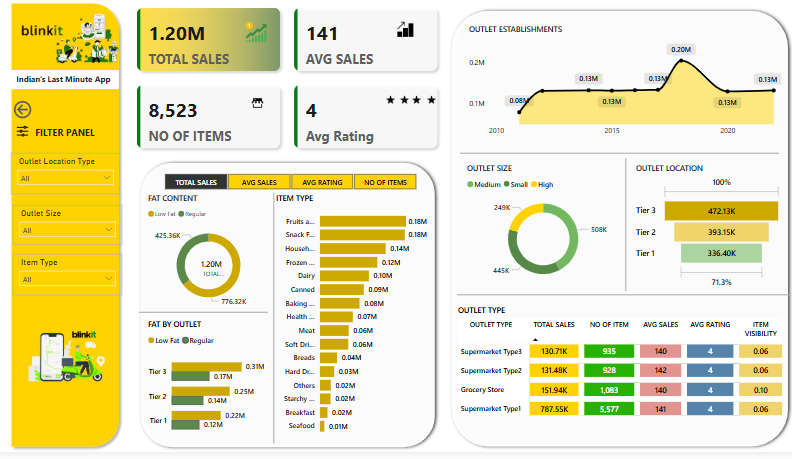 blinkit
Indian's Last Minute App
FILTER PANEL
Outlet Location Type
All
Outlet Size
All
Item Type
All
blinkit
1.20M
TOTAL SALES
141
AVG SALES
8,523
NO OF ITEMS
4
Avg Rating
TOTAL SALES AVG SALES AVG RATING NO OF ITEMS
FAT CONTENT
Low Fat Regular
425.36K
1.20M
TOTAL...
776.32K
FAT BY OUTLET
Low Fat Regular
Tier 3 0.31M
0.17M
Tier 2 0.25M
0.14M
Tier 1 0.22M
0.12M
ITEM TYPE
Fruits a... 0.18M
Snack F... 0.18M
Househ... 0.14M
Frozen ... 0.12M
Dairy 0.10M
Canned 0.09M
Baking ... 0.08M
Health ... 0.07M
Meat 0.06M
Soft Dri... 0.06M
Breads 0.04M
Hard Dr... 0.03M
Others 0.02M
Starchy ... 0.02M
Breakfast 0.02M
Seafood 0.01M
OUTLET ESTABLISHMENTS
0.2M
0.1M
0.08M 0.13M 0.13M 0.13M 0.20M 0.13M 0.13M
2010 2015 2020
OUTLET SIZE
Medium Small High
249K
508K
445K
OUTLET LOCATION
100%
Tier 3 472.13K
Tier 2 393.15K
Tier 1 336.40K
71.3%
OUTLET TYPE
OUTLET TYPE TOTAL SALES NO OF ITEM AVG SALES AVG RATING ITEM VISIBILITY
Supermarket Type3 130.71K 935 140 4 0.06
Supermarket Type2 131.48K 928 142 4 0.06
Grocery Store 151.94K 1,083 140 4 0.10
Supermarket Type1 787.55K 5,577 141 4 0.06